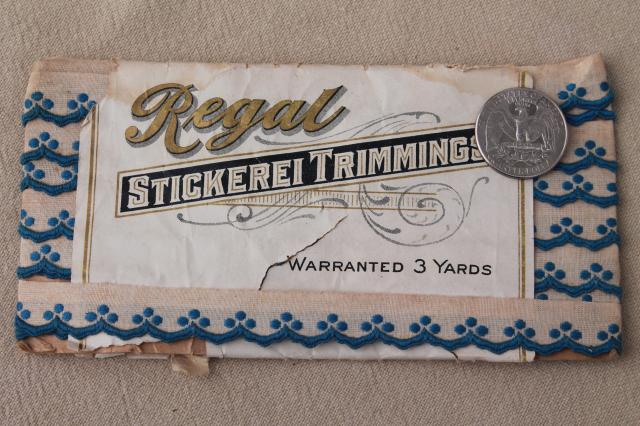 Regal
STICKEREI TRIMMINGS
WARRANTED 3 YARDS